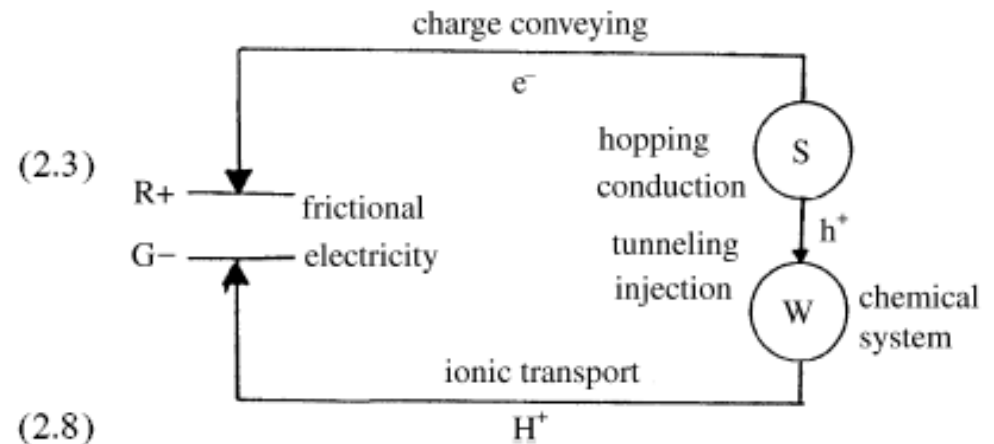 charge conveying
e⁻
hopping
conduction
S
(2.3)
R+
frictional
h⁺
tunneling
injection
G−
electricity
W
chemical
system
ionic transport
H⁺
(2.8)